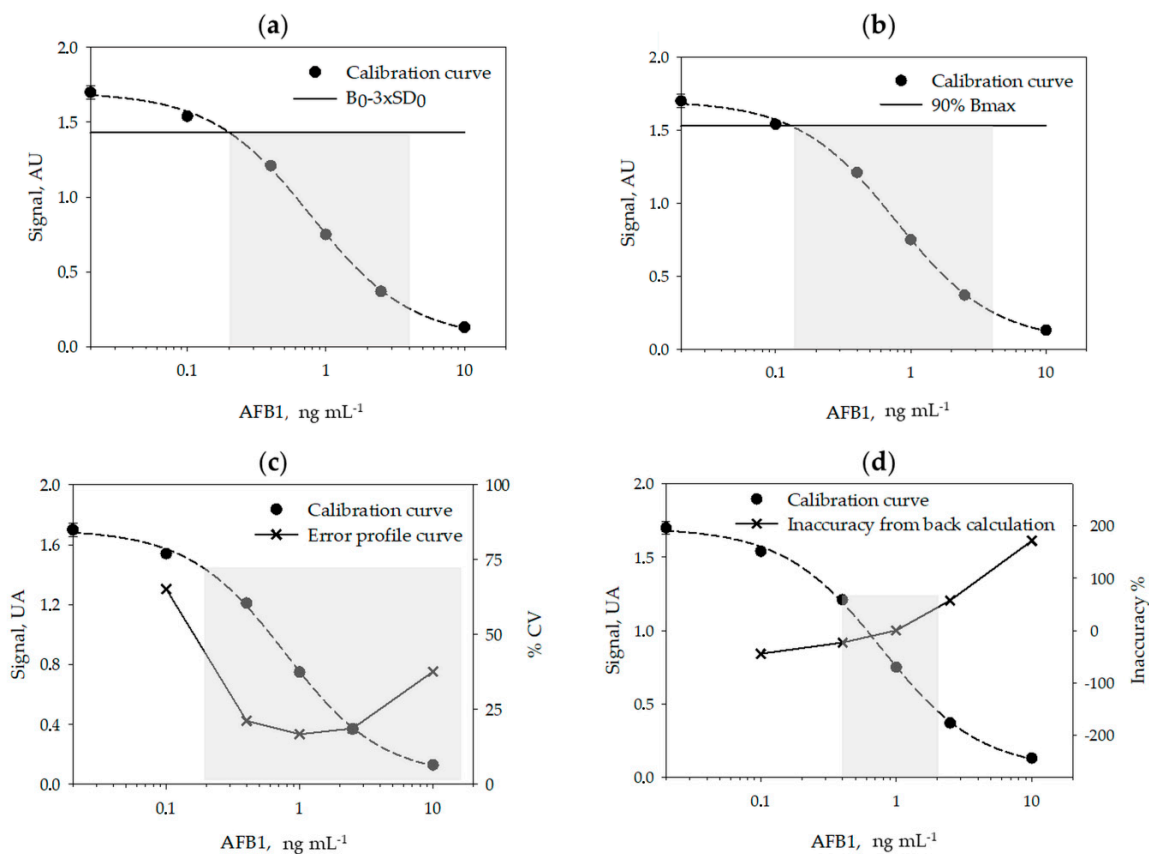 (a)
2.0
1.5
1.0
0.5
0.0
Signal, AU
Calibration curve
B0-3xSD0
0.1
1
10
AFB1, ng mL-1
(b)
2.0
1.5
1.0
0.5
0.0
Signal, AU
Calibration curve
90% Bmax
0.1
1
10
AFB1, ng mL-1
(c)
2.0
1.6
1.2
0.8
0.4
0.0
Signal, UA
Calibration curve
Error profile curve
100
75
50
25
0
% CV
0.1
1
10
AFB1, ng mL-1
(d)
2.0
1.5
1.0
0.5
0.0
Signal, UA
Calibration curve
Inaccuracy from back calculation
200
100
0
-100
-200
Inaccuracy %
0.1
1
10
AFB1, ng mL-1